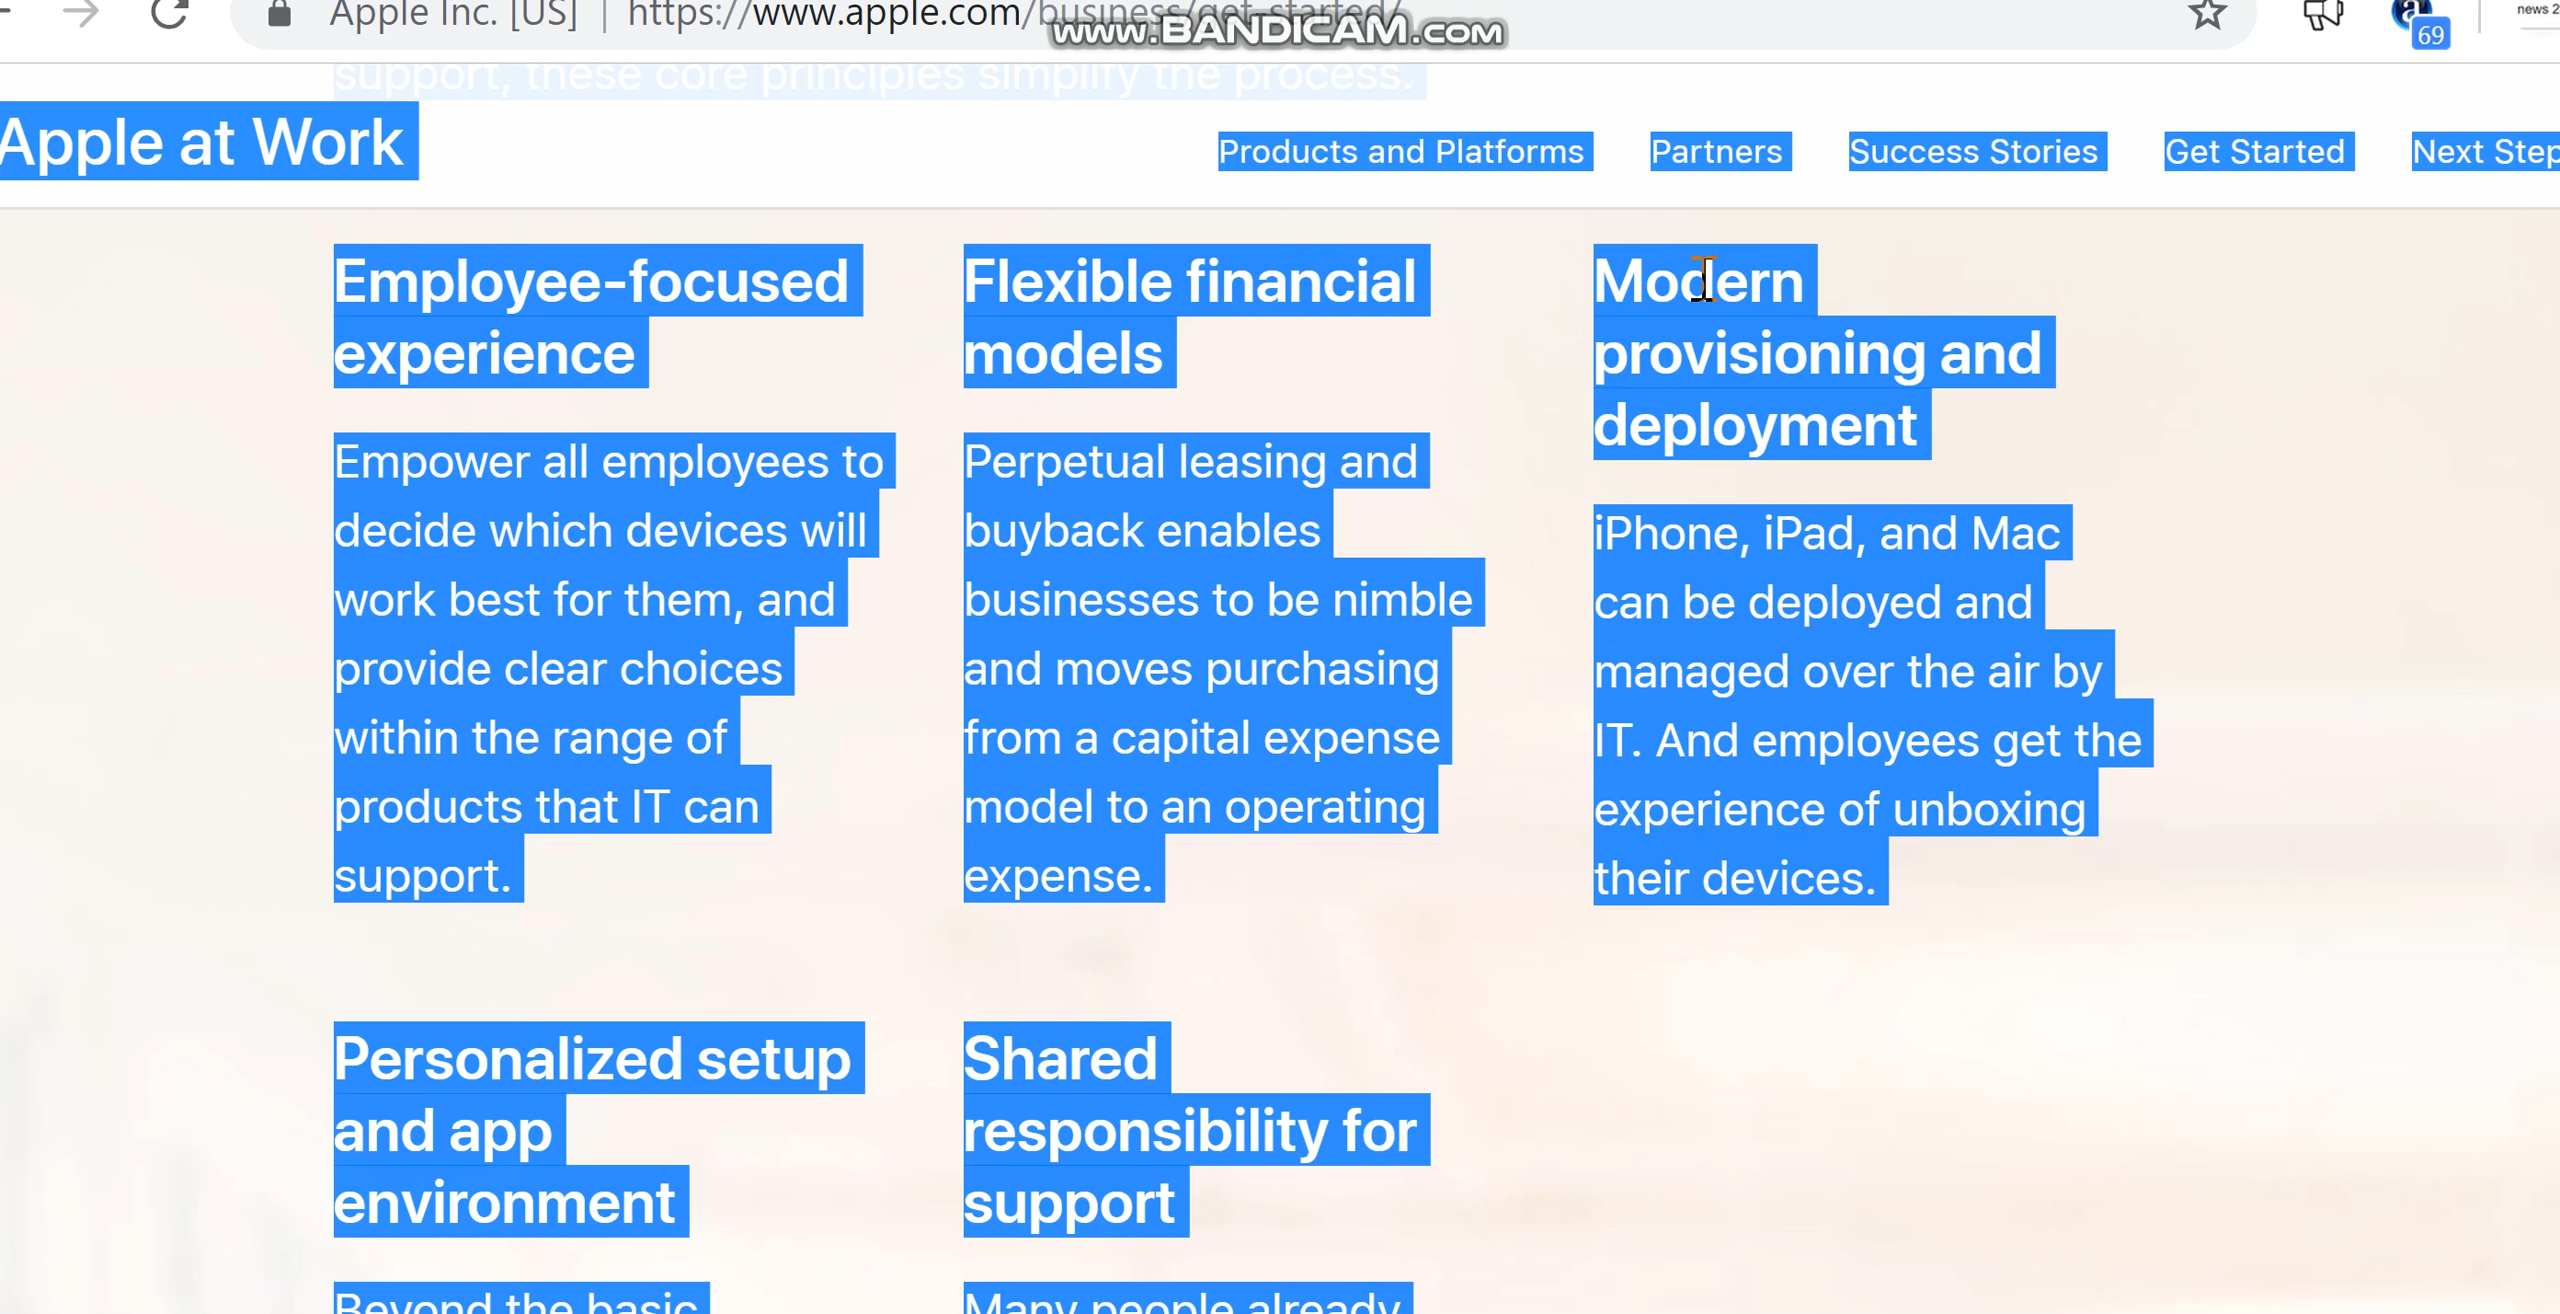 Apple Inc. [US] | https://www.apple.com/business/get-started/
www.BANDICAM.com
69
news 2
support, these core principles simplify the process.
Apple at Work
Products and Platforms
Partners
Success Stories
Get Started
Next Step
Employee-focused
experience
Empower all employees to
decide which devices will
work best for them, and
provide clear choices
within the range of
products that IT can
support.
Flexible financial
models
Perpetual leasing and
buyback enables
businesses to be nimble
and moves purchasing
from a capital expense
model to an operating
expense.
Modern
provisioning and
deployment
iPhone, iPad, and Mac
can be deployed and
managed over the air by
IT. And employees get the
experience of unboxing
their devices.
Personalized setup
and app
environment
Beyond the basic
Shared
responsibility for
support
Many people already